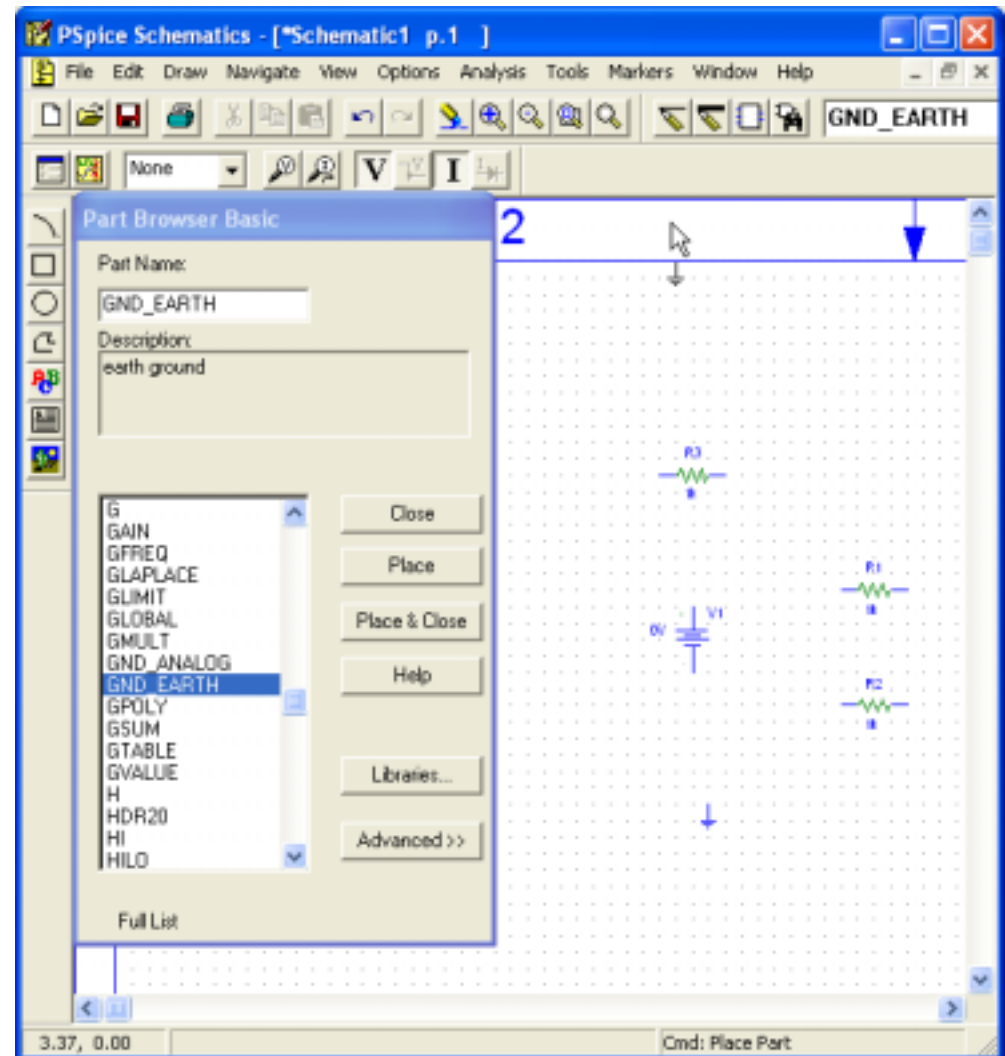 PSpice Schematics - [*Schematic1 p.1 ]
File Edit Draw Navigate View Options Analysis Tools Markers Window Help
GND_EARTH
None
V
I
Part Browser Basic
2
Part Name:
GND_EARTH
Description:
earth ground
G
GAIN
GFREQ
GLAPLACE
GLIMIT
GLOBAL
GMULT
GND_ANALOG
GND_EARTH
GPOLY
GSUM
GTABLE
GVALUE
H
HDR20
HI
HILO
Close
Place
Place & Close
Help
Libraries...
Advanced >>
Full List
R3
R1
0V
V1
R2
3.37, 0.00
Cmd: Place Part